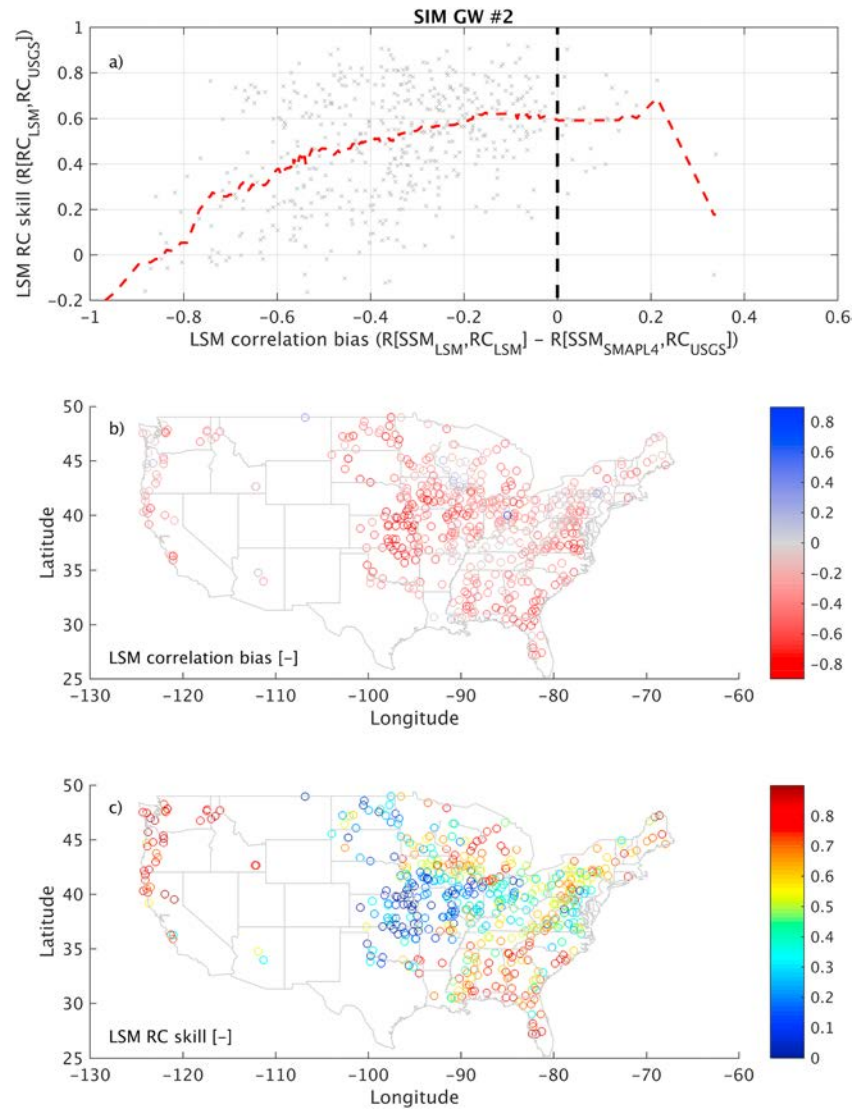 SIM GW #2
LSM RC skill (R[RC_LSM,RC_USGS])
1
0.8
0.6
0.4
0.2
0
-0.2
a)
-1 -0.8 -0.6 -0.4 -0.2 0 0.2 0.4 0.6
LSM correlation bias (R[SSM_LSM,RC_LSM] - R[SSM_SMAPL4,RC_USGS])
Latitude
50
45
40
35
30
25
b)
LSM correlation bias [-]
-130 -120 -110 -100 -90 -80 -70 -60
Longitude
0.8
0.6
0.4
0.2
0
-0.2
-0.4
-0.6
-0.8
Latitude
50
45
40
35
30
25
c)
LSM RC skill [-]
-130 -120 -110 -100 -90 -80 -70 -60
Longitude
0.8
0.7
0.6
0.5
0.4
0.3
0.2
0.1
0